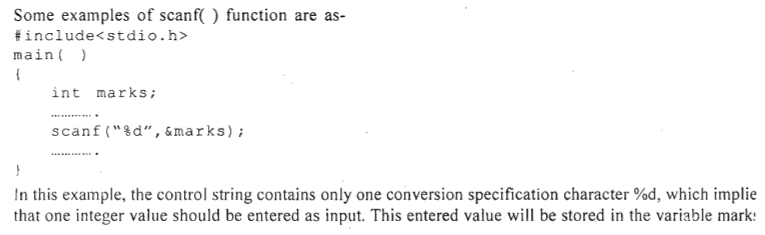 Some examples of scanf( ) function are as-
#include<stdio.h>
main( )
{
int marks;
.............
scanf("%d",&marks);
.............
}
In this example, the control string contains only one conversion specification character %d, which implie
that one integer value should be entered as input. This entered value will be stored in the variable mark